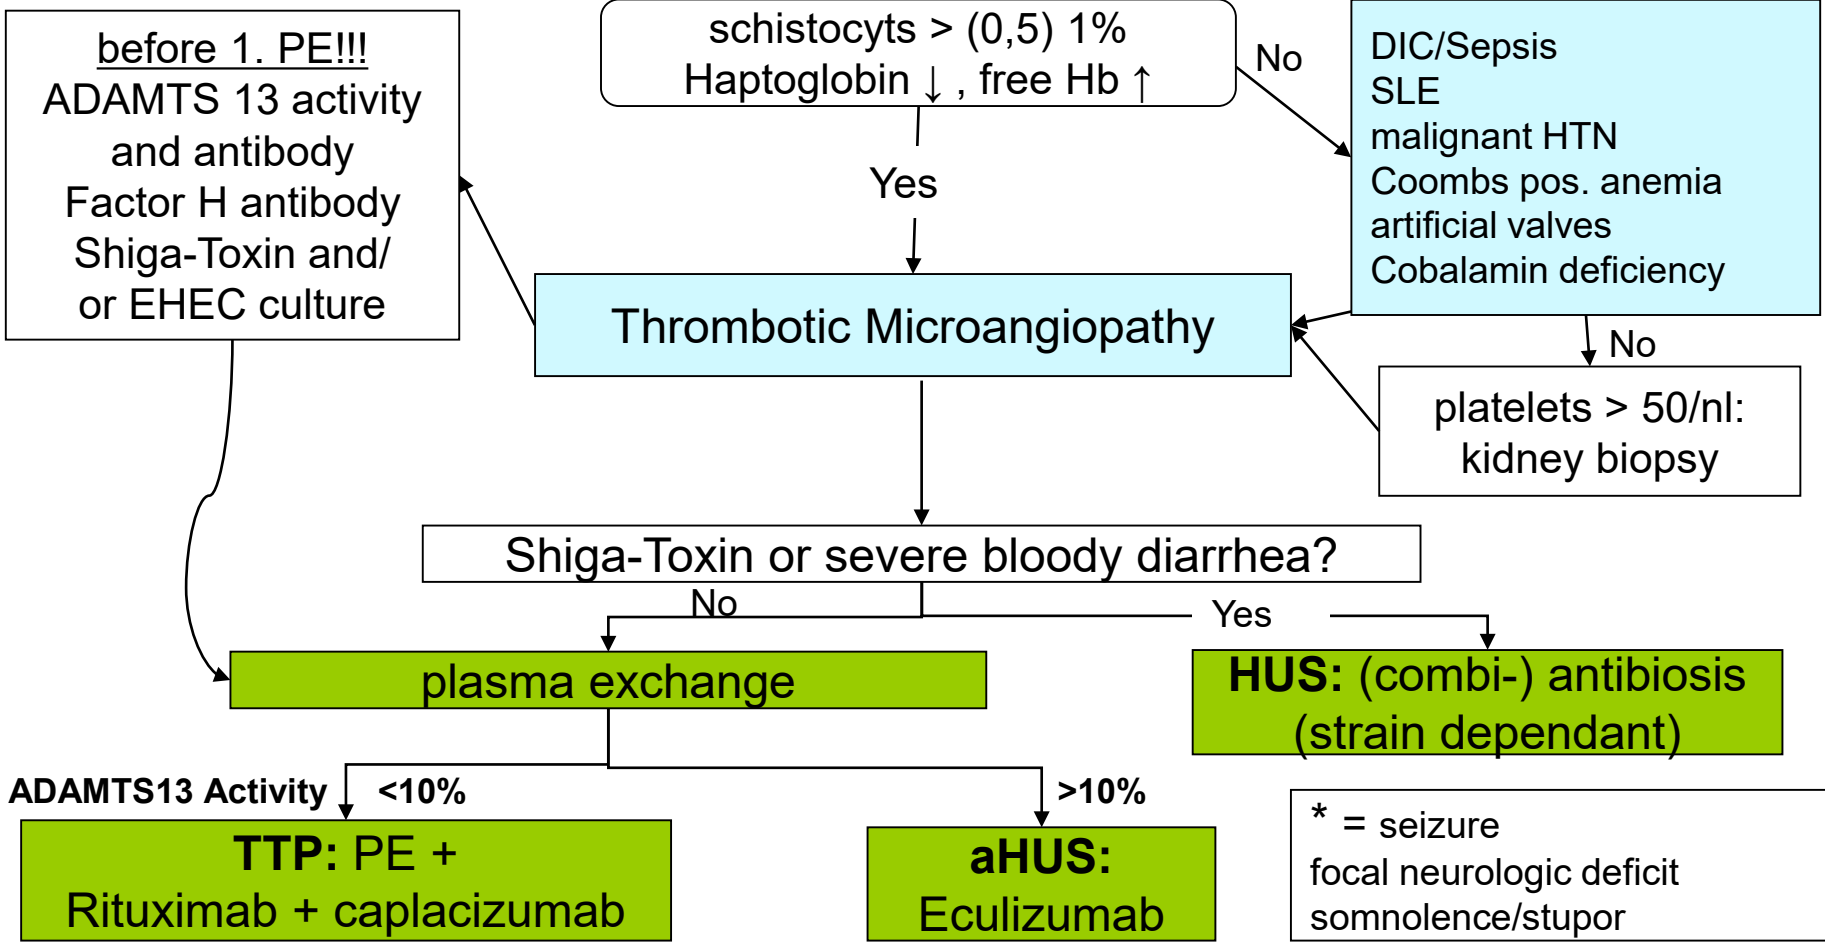 before 1. PE!!!
ADAMTS 13 activity
and antibody
Factor H antibody
Shiga-Toxin and/
or EHEC culture
schistocyts > (0,5) 1%
Haptoglobin ↓ , free Hb ↑
No
DIC/Sepsis
SLE
malignant HTN
Coombs pos. anemia
artificial valves
Cobalamin deficiency
Yes
Thrombotic Microangiopathy
No
platelets > 50/nl:
kidney biopsy
Shiga-Toxin or severe bloody diarrhea?
No
Yes
plasma exchange
HUS: (combi-) antibiosis
(strain dependant)
ADAMTS13 Activity
<10%
>10%
TTP: PE +
Rituximab + caplacizumab
aHUS:
Eculizumab
* = seizure
focal neurologic deficit
somnolence/stupor